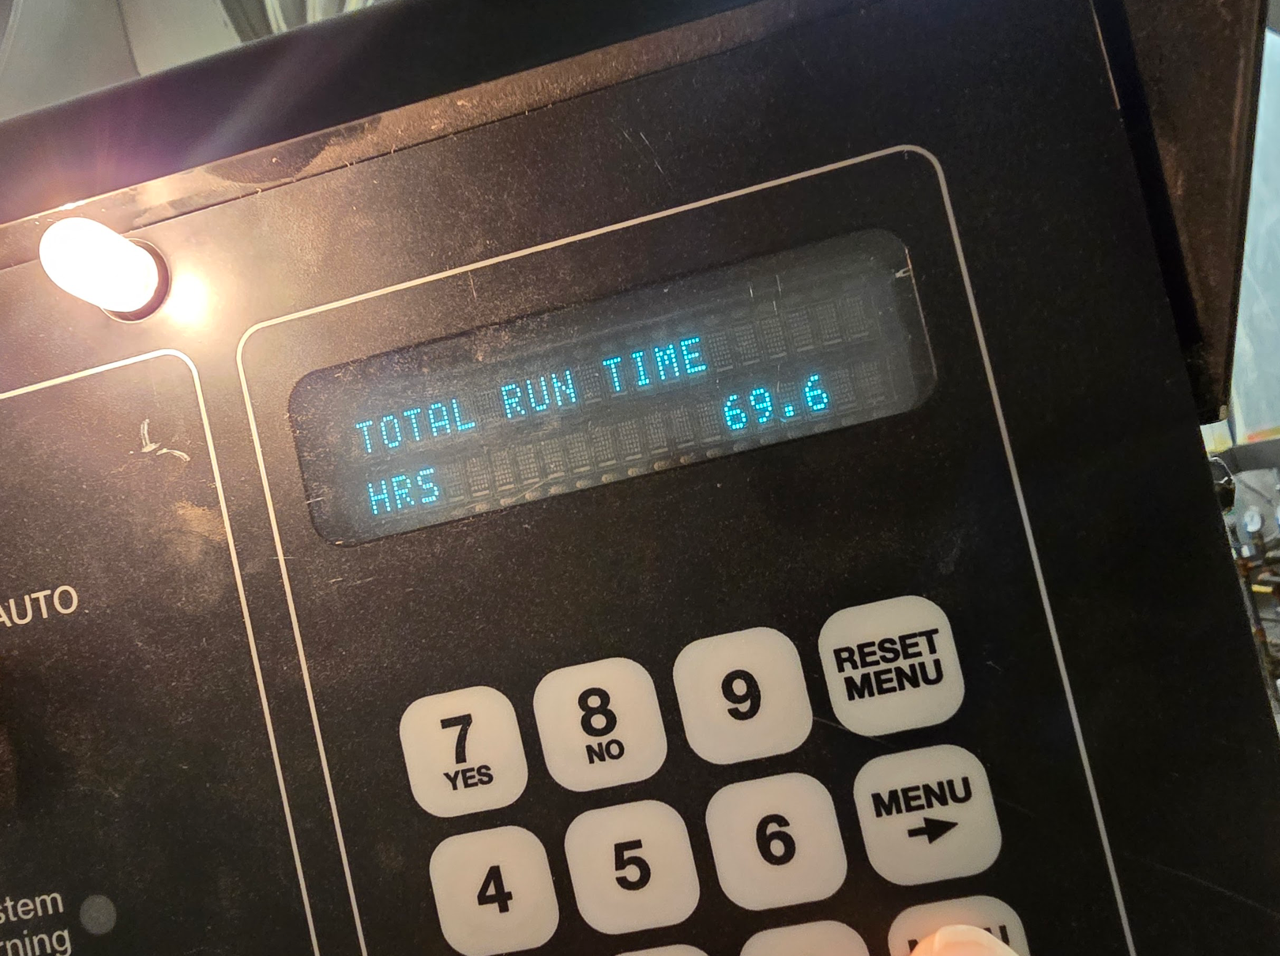 TOTAL RUN TIME
69.6
HRS
AUTO
7
YES
8
NO
9
RESET
MENU
4
5
6
MENU